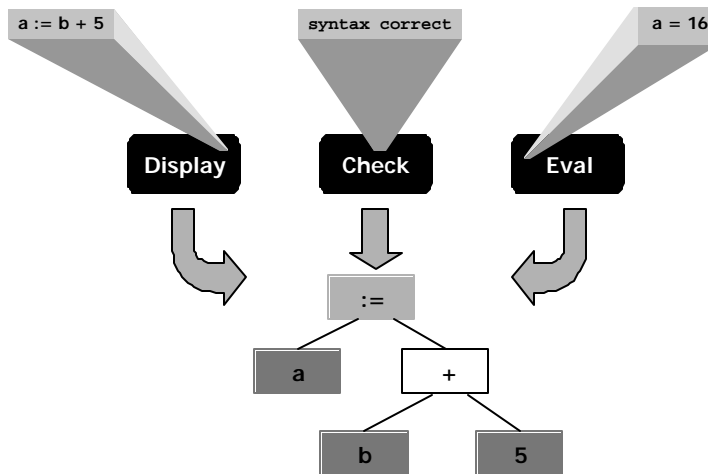 a := b + 5
syntax correct
a = 16
Display
Check
Eval
:=
a
+
b
5